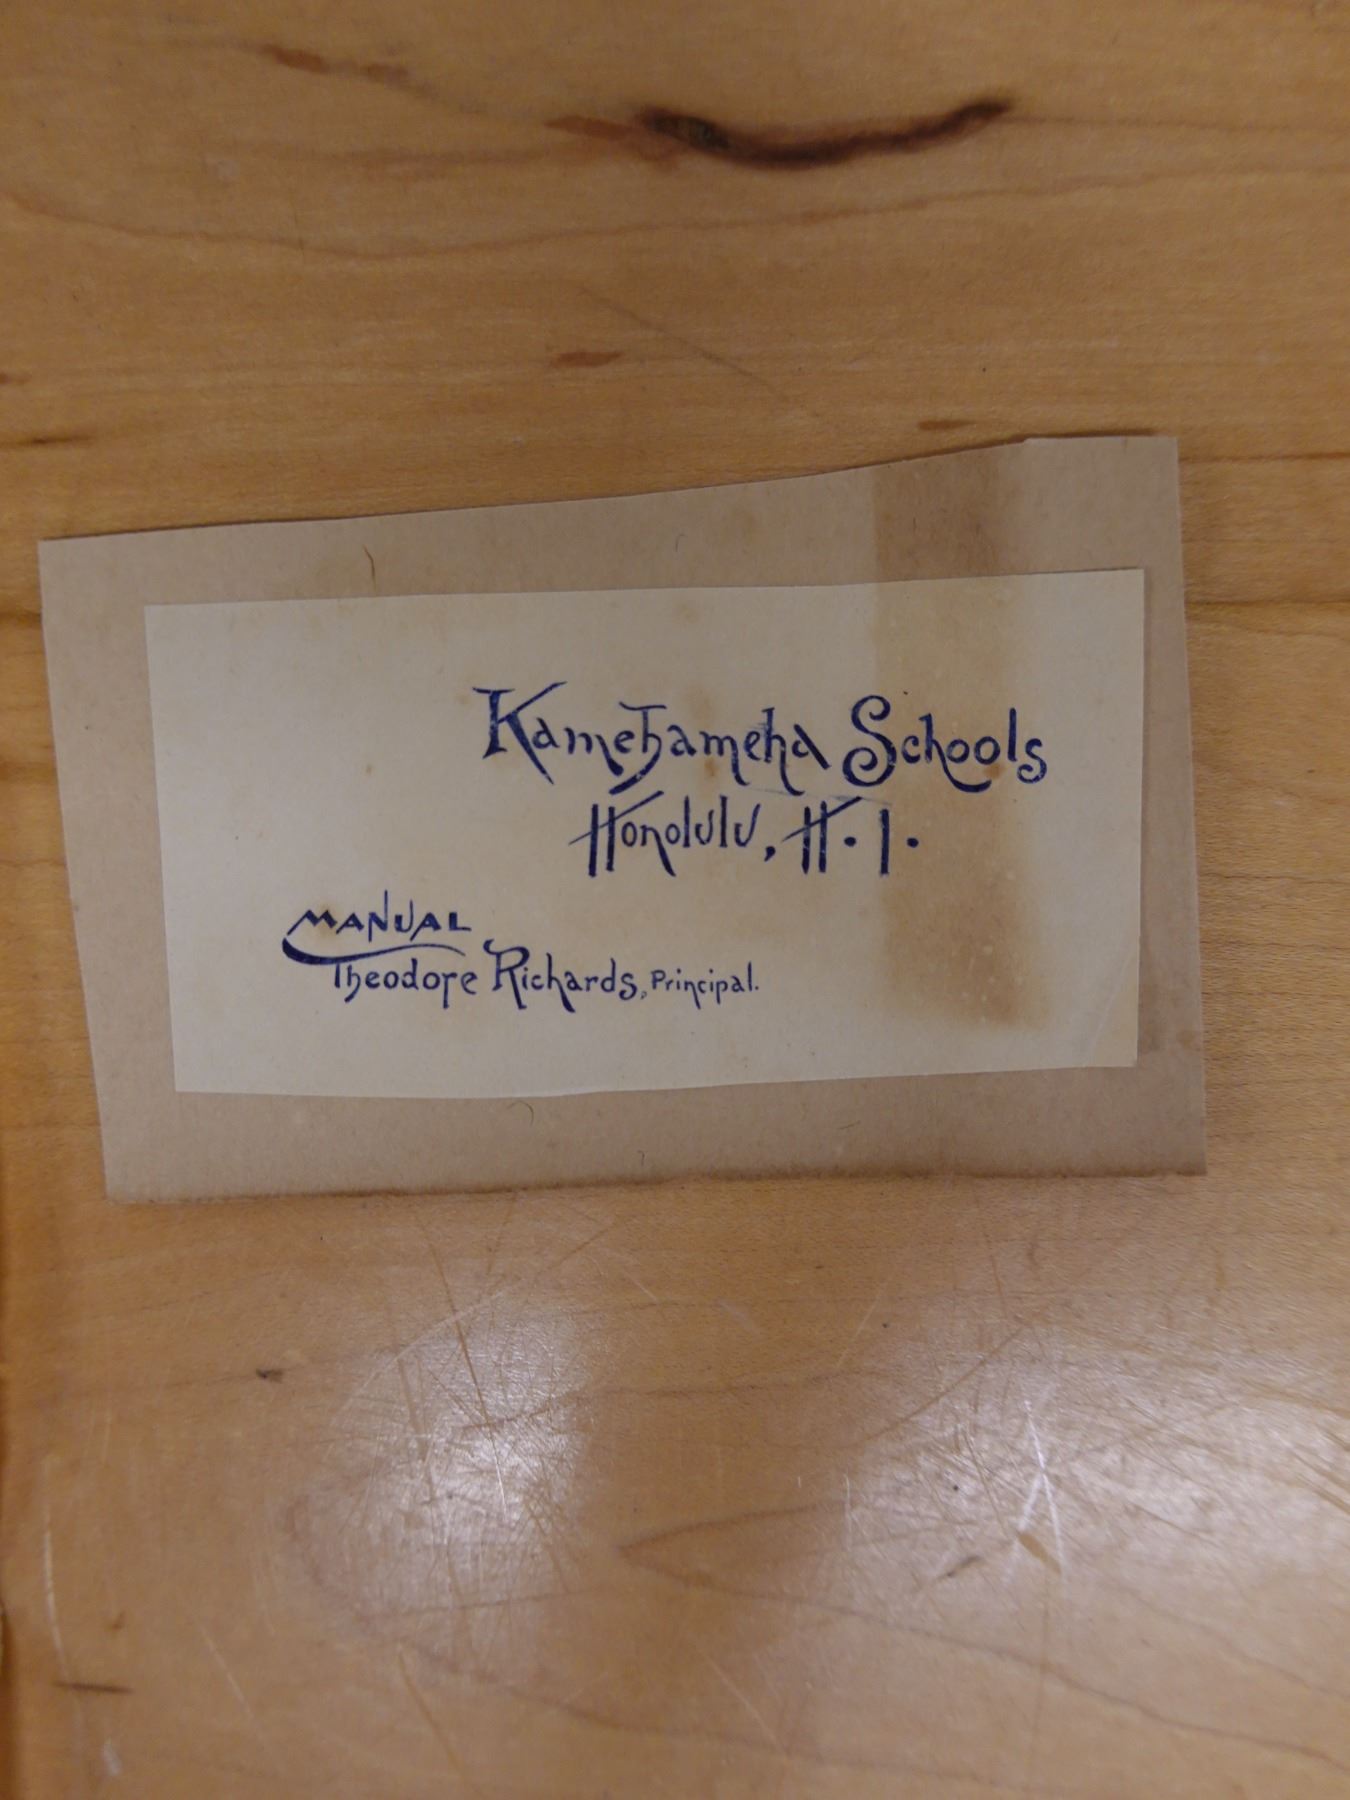 Kamehameha Schools
Honolulu, H.I.
MANUAL
Theodore Richards, Principal.